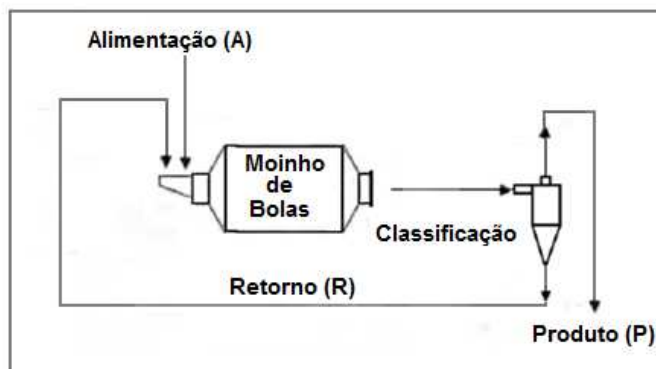 Alimentação (A)
Moinho
de
Bolas
Classificação
Retorno (R)
Produto (P)